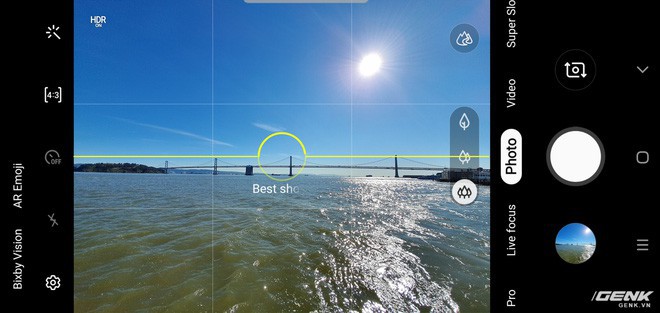 HDR
ON
4:3
OFF
Bixby Vision
AR Emoji
Best sho
Super Slo
Video
Photo
Live focus
Pro
GENK
GENK.VN